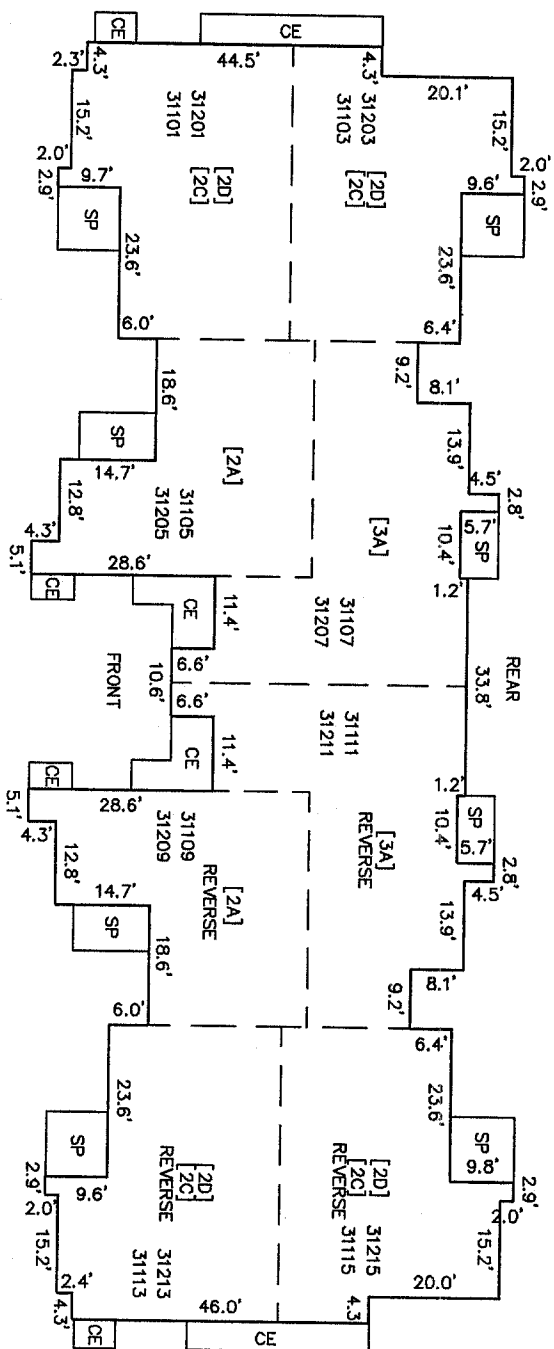 CE
4.3'
2.3'
15.2'
2.0'
2.9'
9.7'
SP
23.6'
6.0'
44.5'
31201
31101
[2D]
[2C]
CE
4.3'
20.1'
15.2'
2.0'
2.9'
9.6'
SP
23.6'
6.4'
31203
31103
[2D]
[2C]
18.6'
SP
14.7'
12.8'
4.3'
5.1'
CE
28.6'
[2A]
31105
31205
9.2'
8.1'
13.9'
4.5'
2.8'
5.7'
SP
10.4'
1.2'
[3A]
31107
31207
CE
11.4'
6.6'
10.6'
6.6'
FRONT
33.8'
REAR
31111
31211
[3A]
REVERSE
CE
11.4'
1.2'
SP
10.4'
5.7'
2.8'
4.5'
13.9'
8.1'
9.2'
6.4'
CE
5.1'
28.6'
4.3'
12.8'
14.7'
SP
18.6'
6.0'
31109
31209
[2A]
REVERSE
23.6'
SP
2.9'
9.6'
2.0'
15.2'
2.4'
4.3'
CE
46.0'
[2D]
[2C]
REVERSE
31213
31113
23.6'
SP
9.8'
2.9'
2.0'
15.2'
20.0'
4.3
CE
[2D]
[2C]
REVERSE
31215
31115